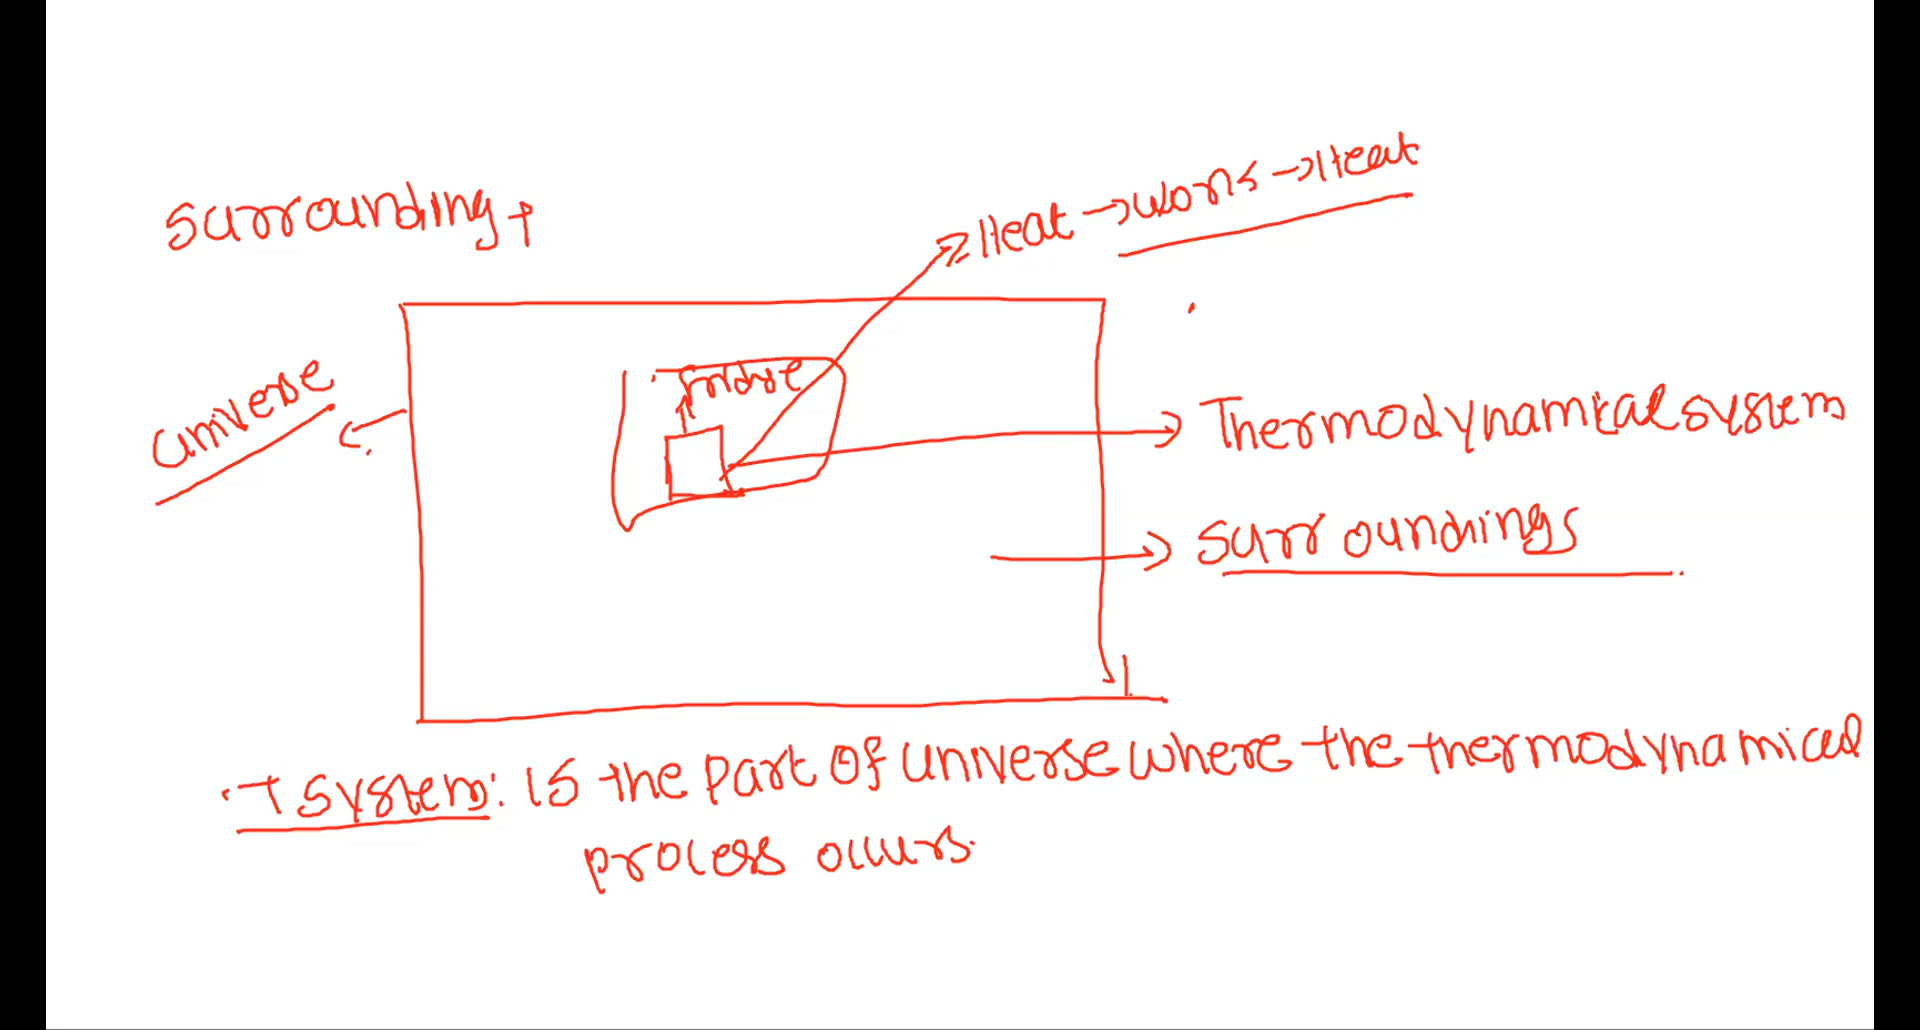 surrounding +
Heat → work → Heat
universe
move
Thermodynamical system
surroundings
→ system: is the part of universe where the thermodynamical
process occurs.